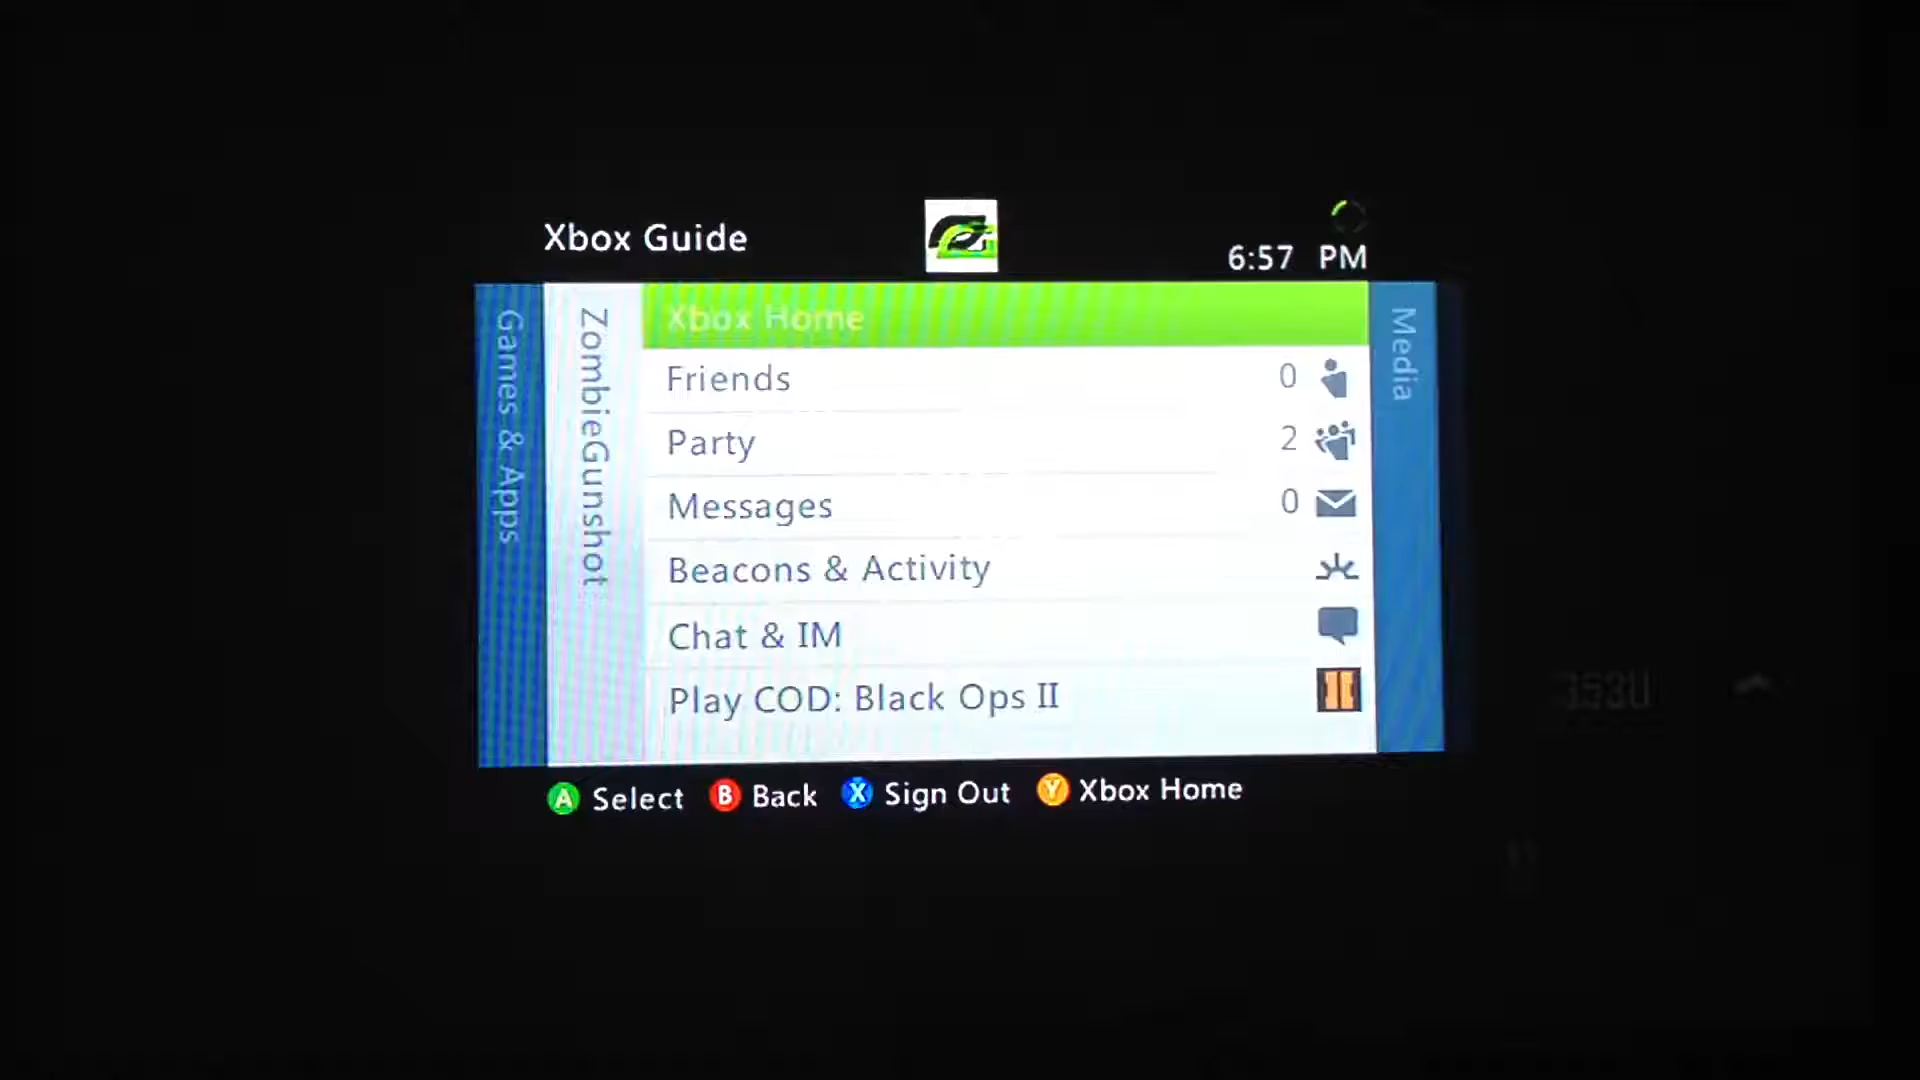 Xbox Guide
6:57 PM
Games & Apps
ZombieGunshot
Xbox Home
Friends 0
Party 2
Messages 0
Beacons & Activity
Chat & IM
Play COD: Black Ops II
Media
A Select B Back X Sign Out Y Xbox Home